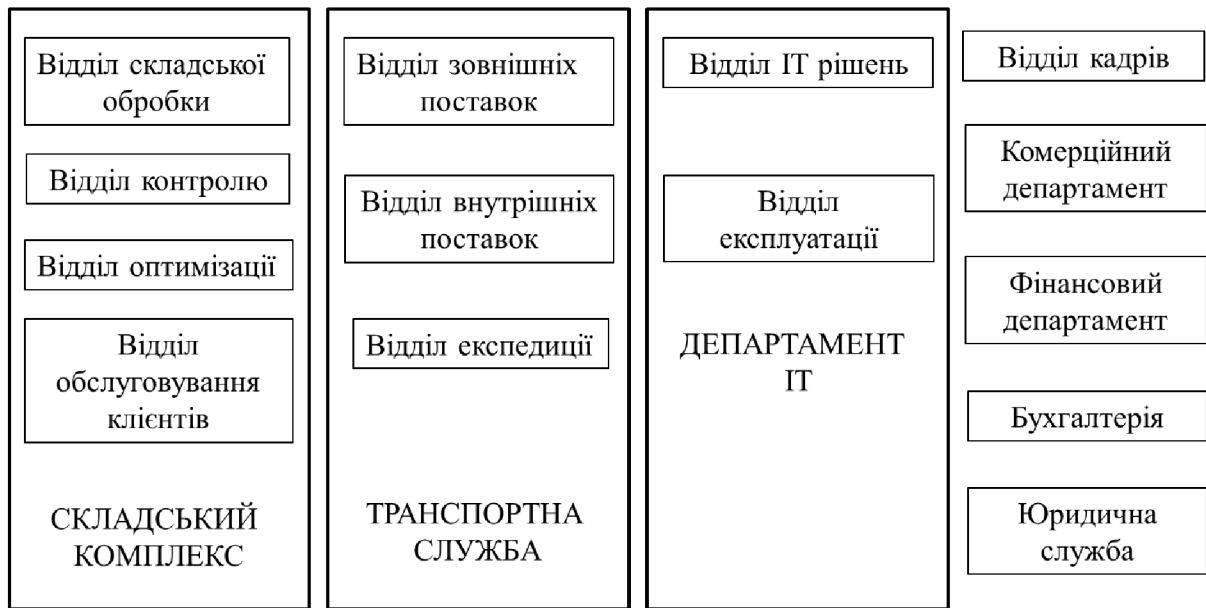 Відділ складської
обробки
Відділ контролю
Відділ оптимізації
Відділ
обслуговування
клієнтів
СКЛАДСЬКИЙ
КОМПЛЕКС
Відділ зовнішніх
поставок
Відділ внутрішніх
поставок
Відділ експедиції
ТРАНСПОРТНА
СЛУЖБА
Відділ ІТ рішень
Відділ
експлуатації
ДЕПАРТАМЕНТ
ІТ
Відділ кадрів
Комерційний
департамент
Фінансовий
департамент
Бухгалтерія
Юридична
служба